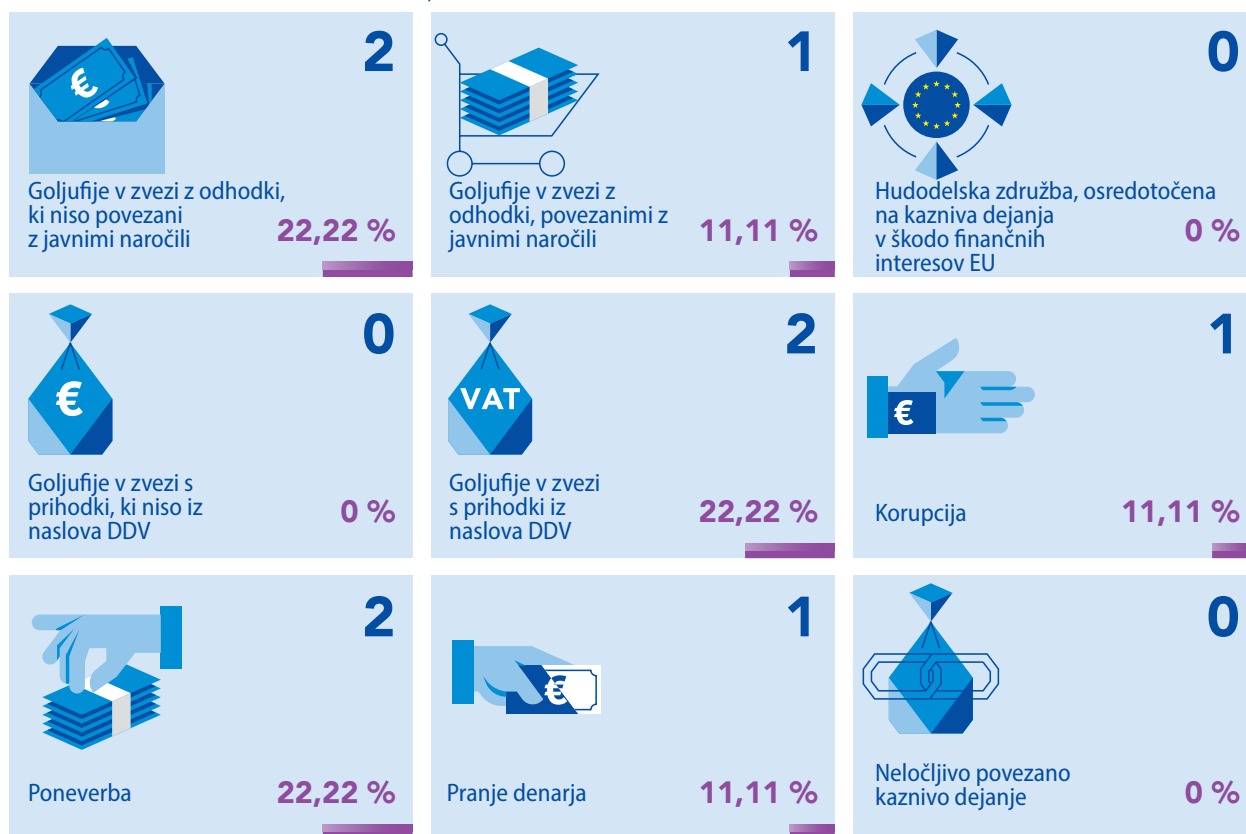 2
€
Goljufije v zvezi z odhodki,
ki niso povezani
z javnimi naročili
22,22 %
1
Goljufije v zvezi z
odhodki, povezanimi z
javnimi naročili
11,11 %
0
Hudodelska združba, osredotočena
na kazniva dejanja
v škodo finančnih
interesov EU
0 %
0
€
Goljufije v zvezi s
prihodki, ki niso iz
naslova DDV
0 %
2
VAT
Goljufije v zvezi
s prihodki iz
naslova DDV
22,22 %
1
€
Korupcija
11,11 %
2
Poneverba
22,22 %
1
€
Pranje denarja
11,11 %
0
Neločljivo povezano
kaznivo dejanje
0 %